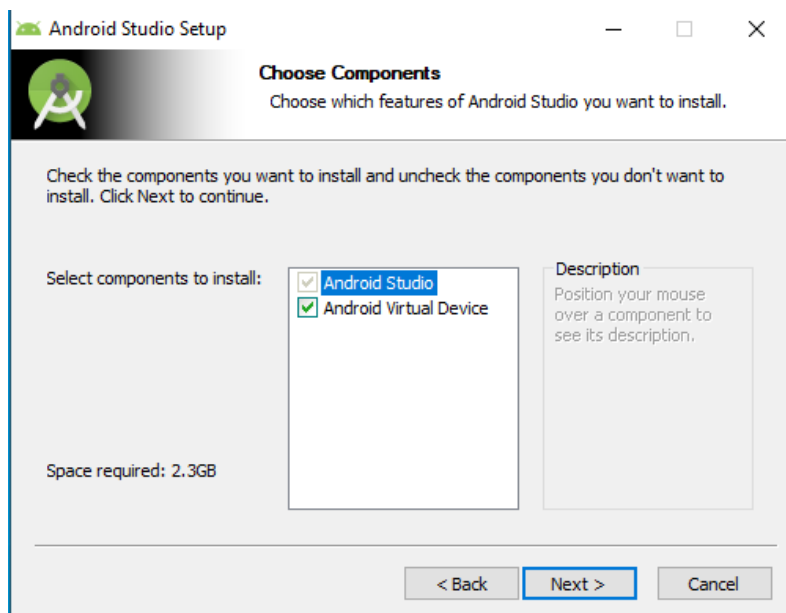 Android Studio Setup
Choose Components
Choose which features of Android Studio you want to install.
Check the components you want to install and uncheck the components you don't want to
install. Click Next to continue.
Select components to install:
Android Studio
Android Virtual Device
Description
Position your mouse
over a component to
see its description.
Space required: 2.3GB
< Back
Next >
Cancel